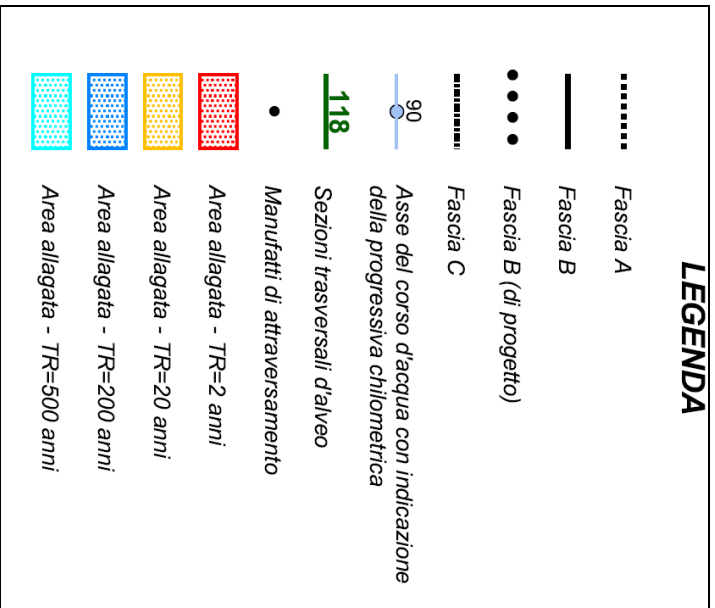 LEGENDA
Fascia A
Fascia B
Fascia B (di progetto)
Fascia C
90
Asse del corso d'acqua con indicazione
della progressiva chilometrica
118
Sezioni trasversali d'alveo
Manufatti di attraversamento
Area allagata - TR=2 anni
Area allagata - TR=20 anni
Area allagata - TR=200 anni
Area allagata - TR=500 anni